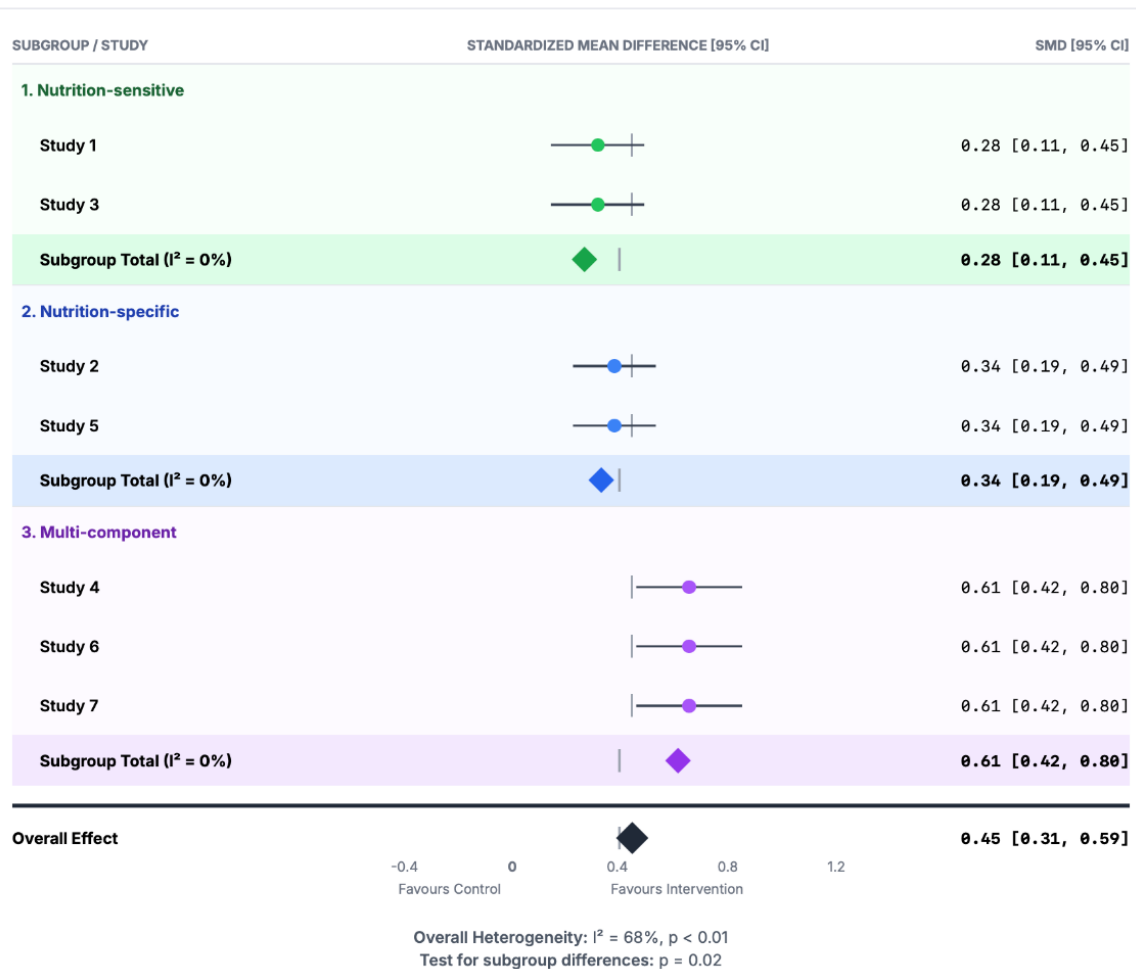 SUBGROUP / STUDY STANDARDIZED MEAN DIFFERENCE [95% CI] SMD [95% CI]
1. Nutrition-sensitive
Study 1 0.28 [0.11, 0.45]
Study 3 0.28 [0.11, 0.45]
Subgroup Total (I² = 0%) 0.28 [0.11, 0.45]
2. Nutrition-specific
Study 2 0.34 [0.19, 0.49]
Study 5 0.34 [0.19, 0.49]
Subgroup Total (I² = 0%) 0.34 [0.19, 0.49]
3. Multi-component
Study 4 0.61 [0.42, 0.80]
Study 6 0.61 [0.42, 0.80]
Study 7 0.61 [0.42, 0.80]
Subgroup Total (I² = 0%) 0.61 [0.42, 0.80]
Overall Effect 0.45 [0.31, 0.59]
-0.4 0 0.4 0.8 1.2
Favours Control Favours Intervention
Overall Heterogeneity: I² = 68%, p < 0.01
Test for subgroup differences: p = 0.02